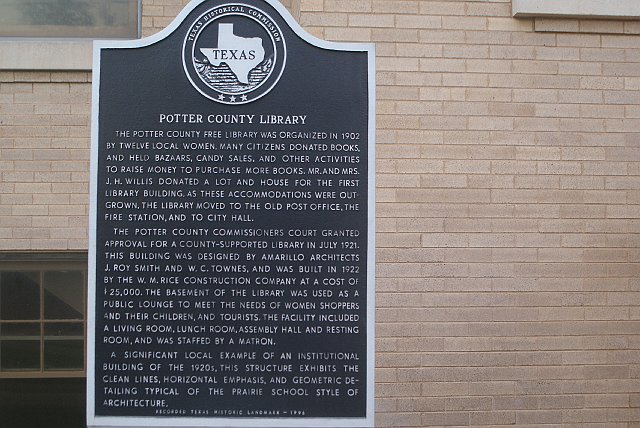 TEXAS HISTORICAL COMMISSION
TEXAS
POTTER COUNTY LIBRARY
THE POTTER COUNTY FREE LIBRARY WAS ORGANIZED IN 1902
BY TWELVE LOCAL WOMEN. MANY CITIZENS DONATED BOOKS,
AND HELD BAZAARS, CANDY SALES, AND OTHER ACTIVITIES
TO RAISE MONEY TO PURCHASE MORE BOOKS. MR. AND MRS.
J. H. WILLIS DONATED A LOT AND HOUSE FOR THE FIRST
LIBRARY BUILDING. AS THESE ACCOMMODATIONS WERE OUT-
GROWN, THE LIBRARY MOVED TO THE OLD POST OFFICE, THE
FIRE STATION, AND TO CITY HALL.
THE POTTER COUNTY COMMISSIONERS COURT GRANTED
APPROVAL FOR A COUNTY-SUPPORTED LIBRARY IN JULY 1921.
THIS BUILDING WAS DESIGNED BY AMARILLO ARCHITECTS
J. ROY SMITH AND W. C. TOWNES, AND WAS BUILT IN 1922
BY THE W. M. RICE CONSTRUCTION COMPANY AT A COST OF
$25,000. THE BASEMENT OF THE LIBRARY WAS USED AS A
PUBLIC LOUNGE TO MEET THE NEEDS OF WOMEN SHOPPERS
AND THEIR CHILDREN, AND TOURISTS. THE FACILITY INCLUDED
A LIVING ROOM, LUNCH ROOM, ASSEMBLY HALL AND RESTING
ROOM, AND WAS STAFFED BY A MATRON.
A SIGNIFICANT LOCAL EXAMPLE OF AN INSTITUTIONAL
BUILDING OF THE 1920s, THIS STRUCTURE EXHIBITS THE
CLEAN LINES, HORIZONTAL EMPHASIS, AND GEOMETRIC DE-
TAILING TYPICAL OF THE PRAIRIE SCHOOL STYLE OF
ARCHITECTURE.
RECORDED TEXAS HISTORIC LANDMARK - 1996